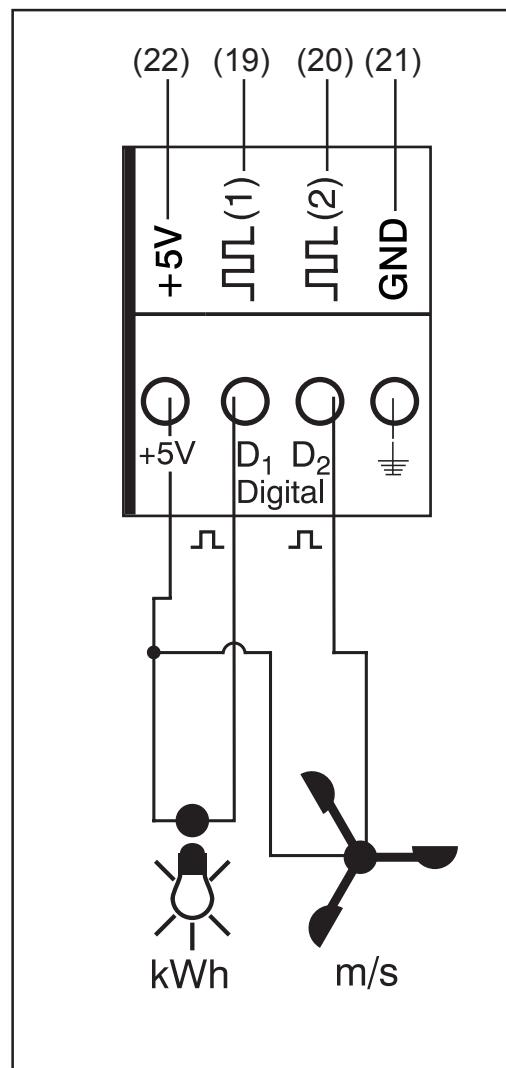 (22) (19) (20) (21)
+5V (1) (2) GND
+5V D₁ D₂
Digital
kWh m/s